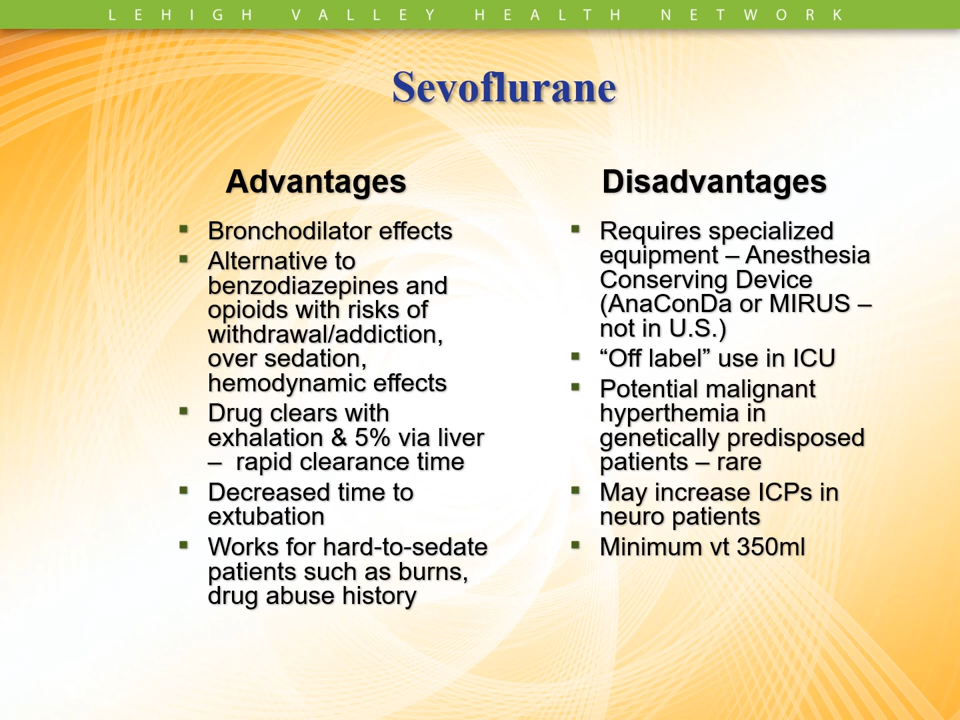 LEHIGH VALLEY HEALTH NETWORK
Sevoflurane
Advantages
▪ Bronchodilator effects
▪ Alternative to
benzodiazepines and
opioids with risks of
withdrawal/addiction,
over sedation,
hemodynamic effects
▪ Drug clears with
exhalation & 5% via liver
– rapid clearance time
▪ Decreased time to
extubation
▪ Works for hard-to-sedate
patients such as burns,
drug abuse history
Disadvantages
▪ Requires specialized
equipment – Anesthesia
Conserving Device
(AnaConDa or MIRUS –
not in U.S.)
▪ “Off label” use in ICU
▪ Potential malignant
hyperthemia in
genetically predisposed
patients – rare
▪ May increase ICPs in
neuro patients
▪ Minimum vt 350ml